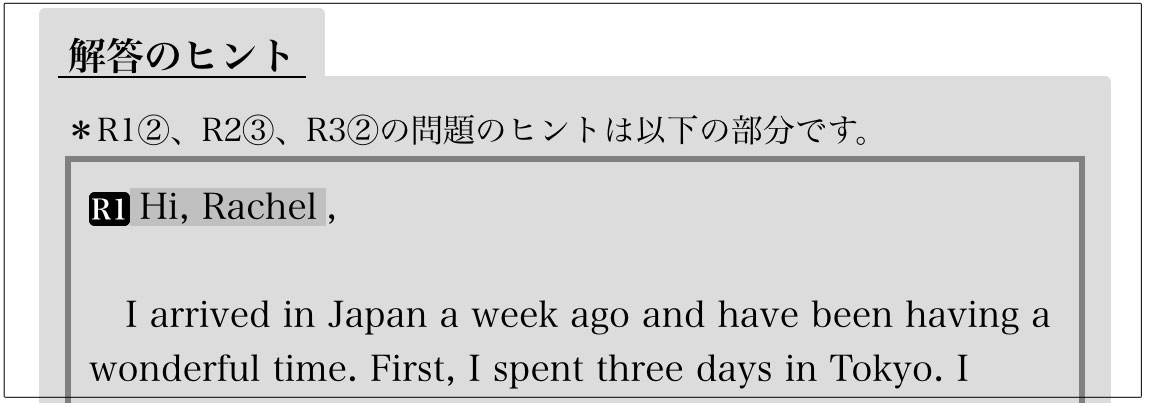 解答のヒント
＊R1②、R2③、R3②の問題のヒントは以下の部分です。
R1 Hi, Rachel ,
I arrived in Japan a week ago and have been having a
wonderful time. First, I spent three days in Tokyo. I